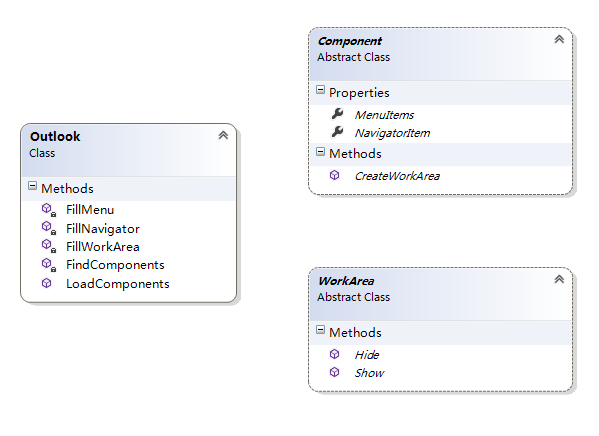 Outlook
Class
Methods
FillMenu
FillNavigator
FillWorkArea
FindComponents
LoadComponents
Component
Abstract Class
Properties
MenuItems
NavigatorItem
Methods
CreateWorkArea
WorkArea
Abstract Class
Methods
Hide
Show